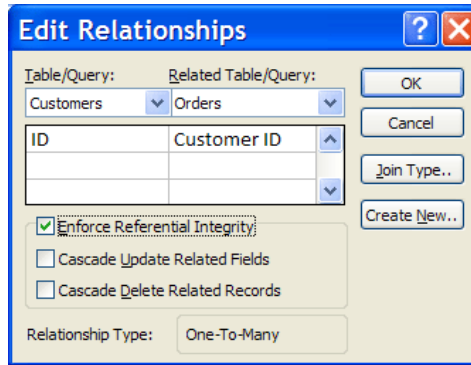 Edit Relationships
?
Table/Query: Related Table/Query:
Customers Orders
ID Customer ID
Enforce Referential Integrity
Cascade Update Related Fields
Cascade Delete Related Records
Relationship Type: One-To-Many
OK
Cancel
Join Type..
Create New..